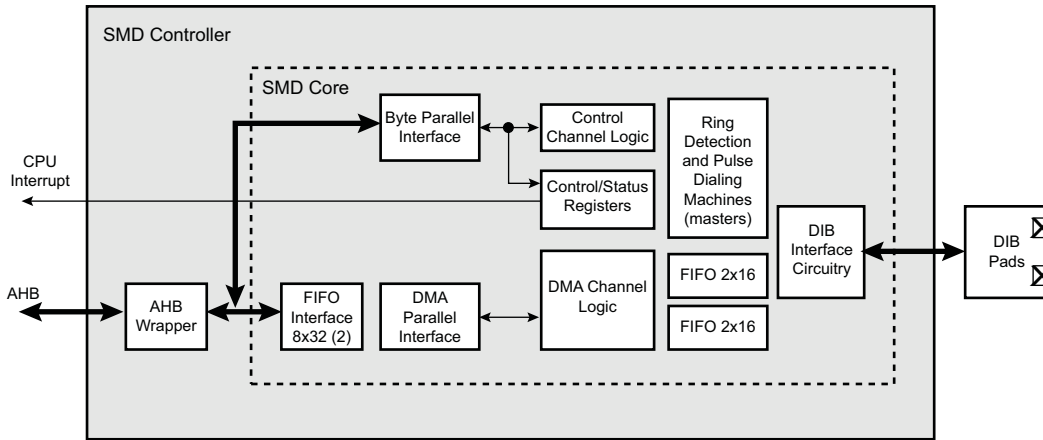 SMD Controller
SMD Core
Byte Parallel
Interface
Control
Channel Logic
Ring
Detection
and Pulse
Dialing
Machines
(masters)
CPU
Interrupt
Control/Status
Registers
DIB
Interface
Circuitry
DIB
Pads
AHB
AHB
Wrapper
FIFO
Interface
8x32 (2)
DMA
Parallel
Interface
DMA Channel
Logic
FIFO 2x16
FIFO 2x16